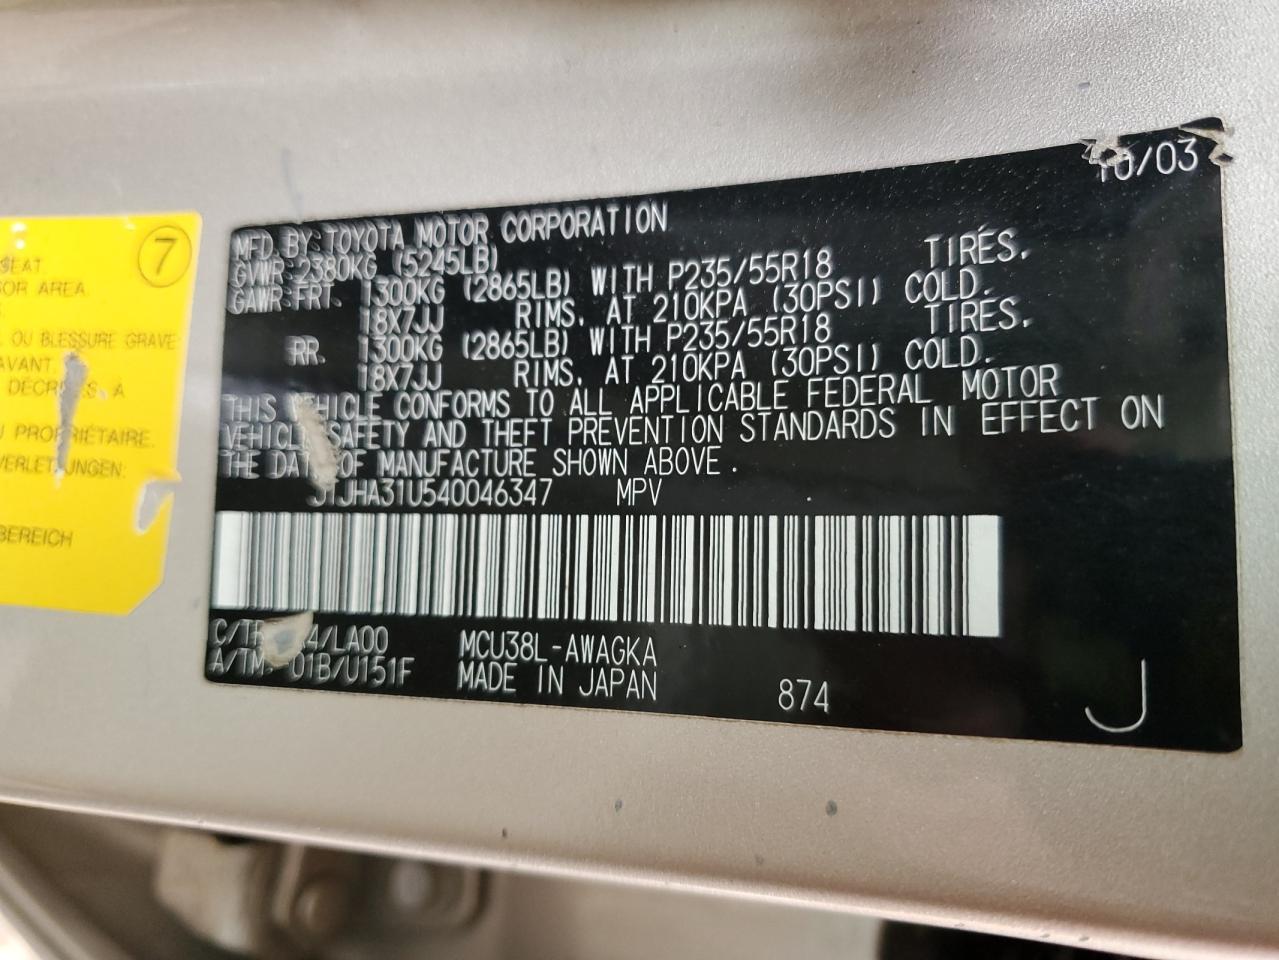 10/03
MFD. BY: TOYOTA MOTOR CORPORATION
GVWR 2380KG (5245LB)
GAWR FRT. 1300KG (2865LB) WITH P235/55R18 TIRES.
18X7JJ RIMS. AT 210KPA (30PSI) COLD.
RR. 1300KG (2865LB) WITH P235/55R18 TIRES.
18X7JJ RIMS. AT 210KPA (30PSI) COLD.
THIS VEHICLE CONFORMS TO ALL APPLICABLE FEDERAL MOTOR
VEHICLE SAFETY AND THEFT PREVENTION STANDARDS IN EFFECT ON
THE DATE OF MANUFACTURE SHOWN ABOVE.
JTJHA31U540046347 MPV
4/LA00 MCU38L-AWAGKA
A/TM. 01B/U151F MADE IN JAPAN 874 J
7
SEAT.
AREA.
OU BLESSURE GRAVE
AVANT.
DÉCRITES. À
PROPRIÉTAIRE.
BEREICH